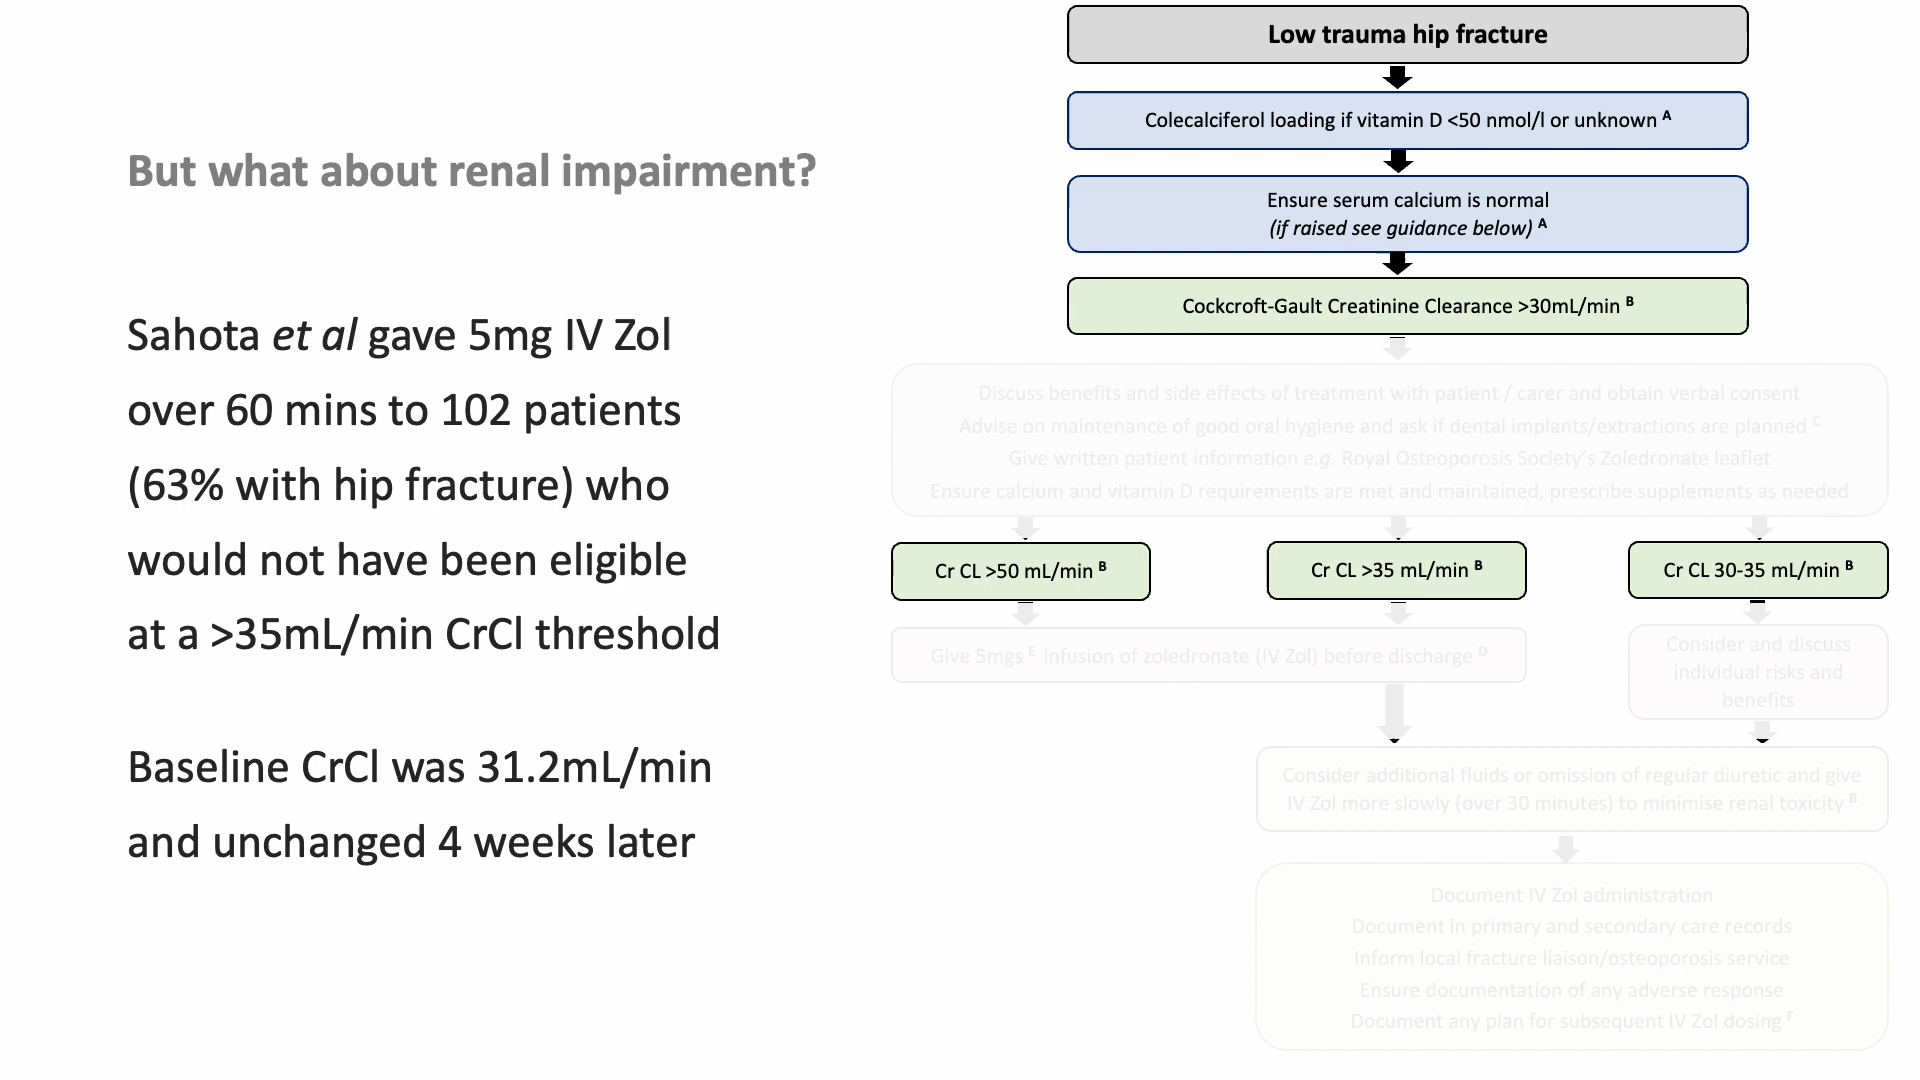 But what about renal impairment?
Sahota et al gave 5mg IV Zol
over 60 mins to 102 patients
(63% with hip fracture) who
would not have been eligible
at a >35mL/min CrCl threshold
Baseline CrCl was 31.2mL/min
and unchanged 4 weeks later
Low trauma hip fracture
Colecalciferol loading if vitamin D <50 nmol/l or unknown A
Ensure serum calcium is normal
(if raised see guidance below) A
Cockcroft-Gault Creatinine Clearance >30mL/min B
Discuss benefits and side effects of treatment with patient / carer and obtain verbal consent
Advise on maintenance of good oral hygiene and ask if dental implants/extractions are planned C
Give written patient information e.g. Royal Osteoporosis Society's Zoledronate leaflet
Ensure calcium and vitamin D requirements are met and maintained, prescribe supplements as needed
Cr CL >50 mL/min B
Cr CL >35 mL/min B
Cr CL 30-35 mL/min B
Give 5mgs E infusion of zoledronate (IV Zol) before discharge D
Consider and discuss
individual risks and
benefits
Consider additional fluids or omission of regular diuretic and give
IV Zol more slowly (over 30 minutes) to minimise renal toxicity B
Document IV Zol administration
Document in primary and secondary care records
Inform local fracture liaison/osteoporosis service
Ensure documentation of any adverse response
Document any plan for subsequent IV Zol dosing F